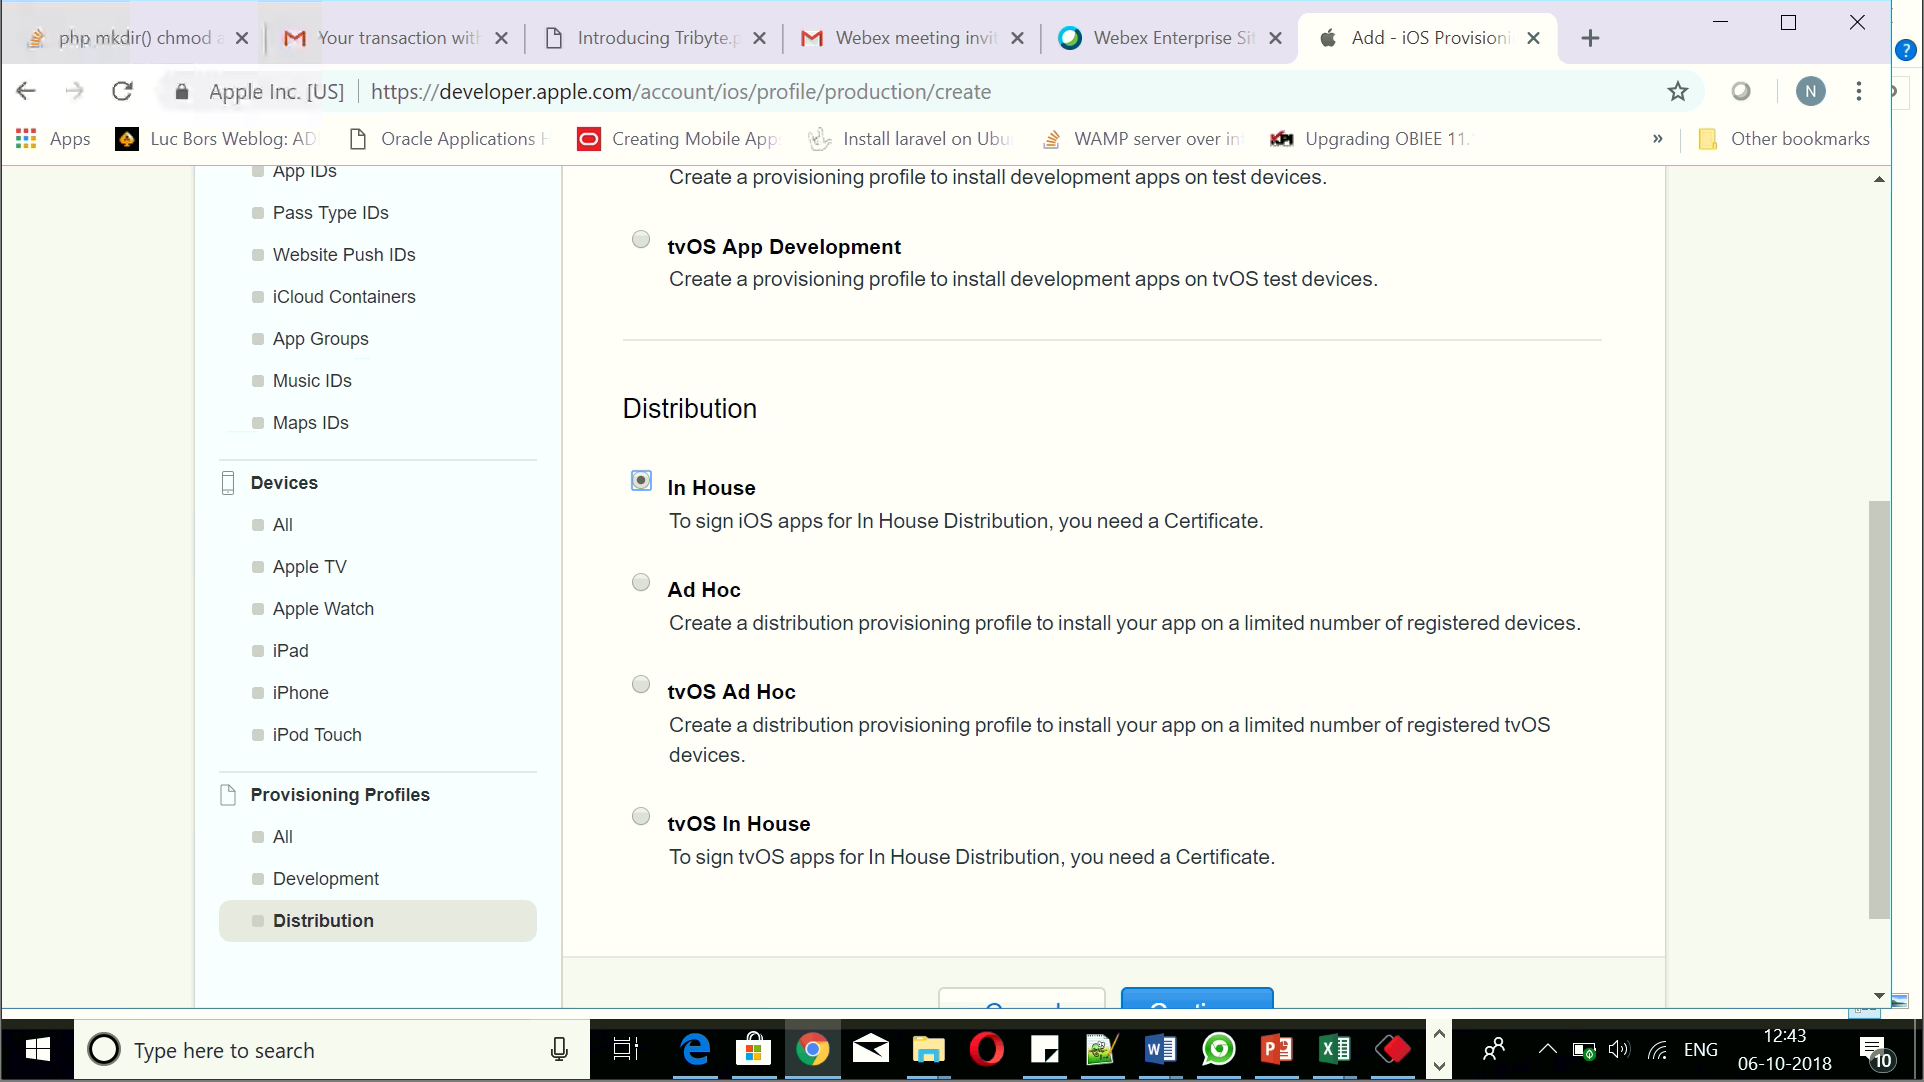 php mkdir() chmod a
Your transaction with
Introducing Tribyte.p
Webex meeting invit
Webex Enterprise Sit
Add - iOS Provisioni
Apple Inc. [US]
https://developer.apple.com/account/ios/profile/production/create
N
Apps
Luc Bors Weblog: AD
Oracle Applications H
Creating Mobile App
Install laravel on Ubu
WAMP server over in
KPI
Upgrading OBIEE 11.
»
Other bookmarks
App IDs
Pass Type IDs
Website Push IDs
iCloud Containers
App Groups
Music IDs
Maps IDs
Devices
All
Apple TV
Apple Watch
iPad
iPhone
iPod Touch
Provisioning Profiles
All
Development
Distribution
Create a provisioning profile to install development apps on test devices.
tvOS App Development
Create a provisioning profile to install development apps on tvOS test devices.
Distribution
In House
To sign iOS apps for In House Distribution, you need a Certificate.
Ad Hoc
Create a distribution provisioning profile to install your app on a limited number of registered devices.
tvOS Ad Hoc
Create a distribution provisioning profile to install your app on a limited number of registered tvOS
devices.
tvOS In House
To sign tvOS apps for In House Distribution, you need a Certificate.
Type here to search
ENG
12:43
06-10-2018
10